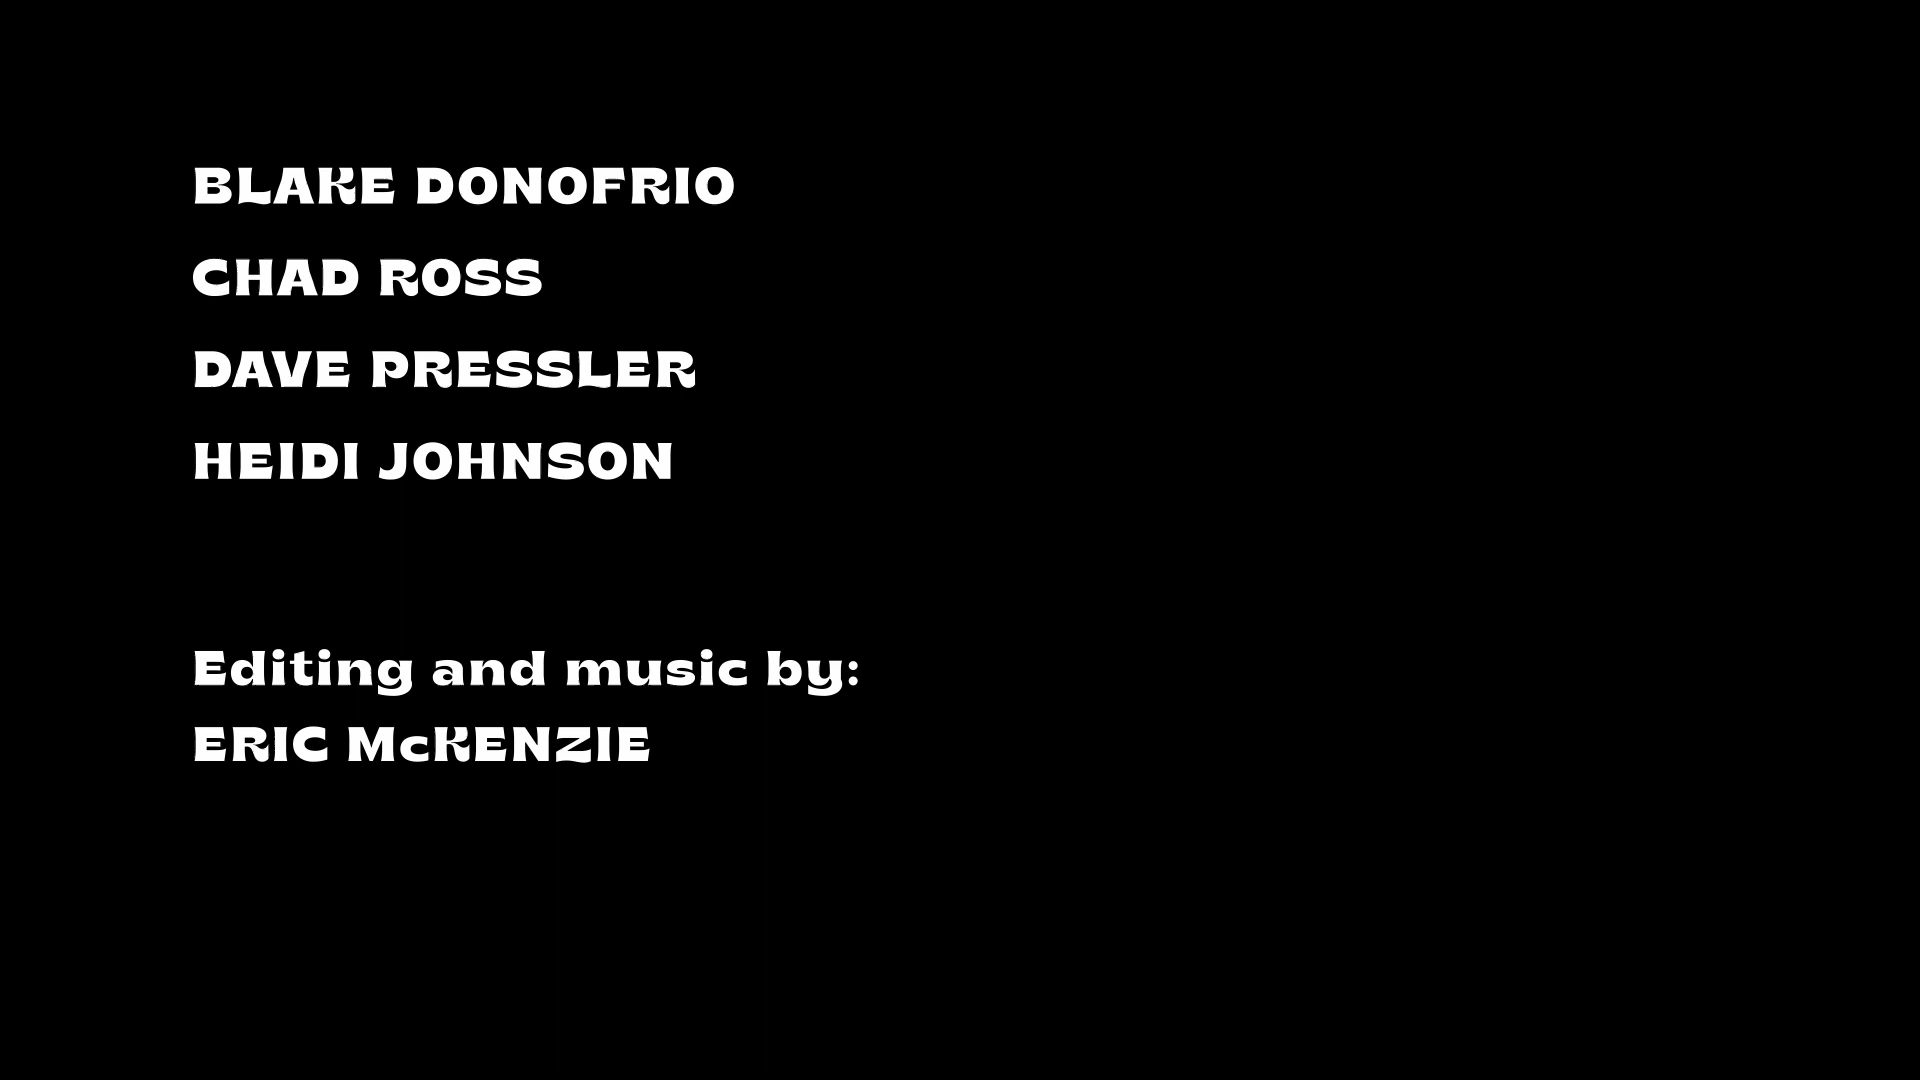 BLAKE DONOFRIO
CHAD ROSS
DAVE PRESSLER
HEIDI JOHNSON
Editing and music by:
ERIC McKENZIE